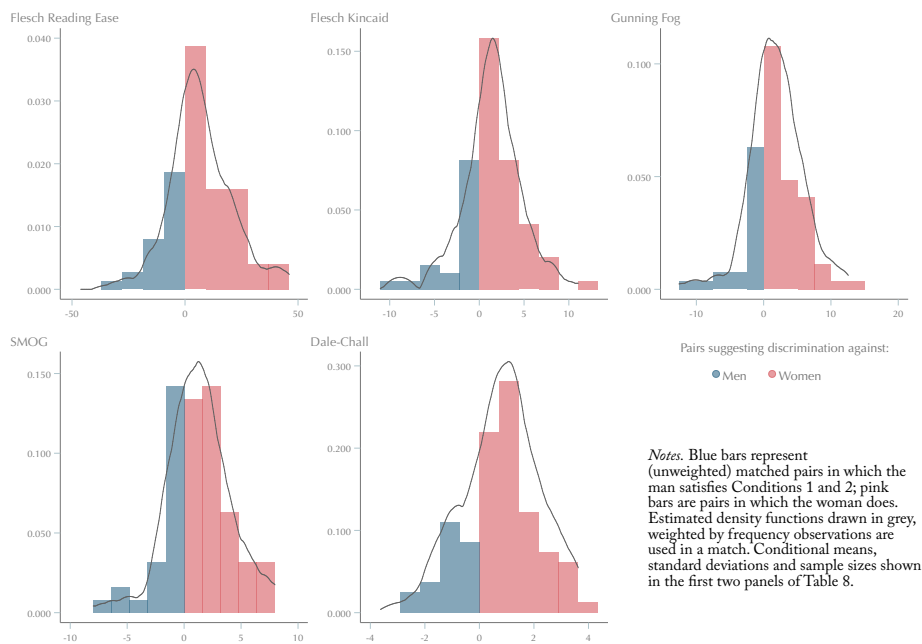 Flesch Reading Ease
0.040
0.030
0.020
0.010
0.000
-50 0 50
Flesch Kincaid
0.150
0.100
0.050
0.000
-10 -5 0 5 10
Gunning Fog
0.100
0.050
0.000
-10 0 10 20
SMOG
0.150
0.100
0.050
0.000
-10 -5 0 5 10
Dale-Chall
0.300
0.200
0.100
0.000
-4 -2 0 2 4
Pairs suggesting discrimination against:
Men Women
Notes. Blue bars represent
(unweighted) matched pairs in which the
man satisfies Conditions 1 and 2; pink
bars are pairs in which the woman does.
Estimated density functions drawn in grey,
weighted by frequency observations are
used in a match. Conditional means,
standard deviations and sample sizes shown
in the first two panels of Table 8.